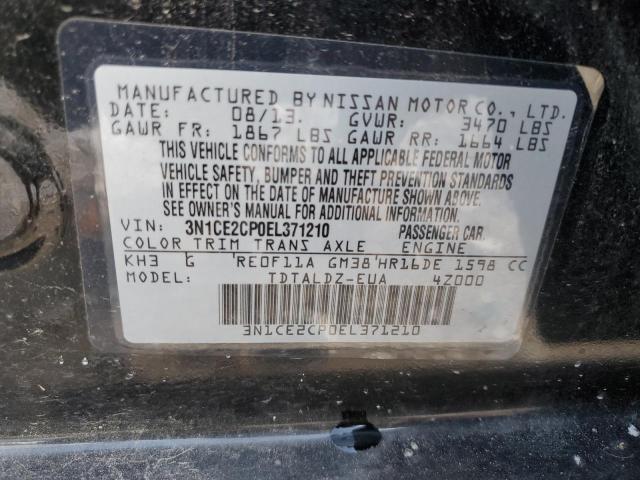 MANUFACTURED BY NISSAN MOTOR CO., LTD.
DATE: 08/13. GVWR: 3470 LBS
GAWR FR: 1867 LBS GAWR RR: 1664 LBS
THIS VEHICLE CONFORMS TO ALL APPLICABLE FEDERAL MOTOR
VEHICLE SAFETY, BUMPER AND THEFT PREVENTION STANDARDS
IN EFFECT ON THE DATE OF MANUFACTURE SHOWN ABOVE.
SEE OWNER'S MANUAL FOR ADDITIONAL INFORMATION.
VIN: 3N1CE2CP0EL371210 PASSENGER CAR.
COLOR TRIM TRANS AXLE ENGINE
KH3 G RE0F11A GM38 HR16DE 1598 CC
MODEL: TDTALDZ-EUA 4Z000
3N1CE2CP0EL371210